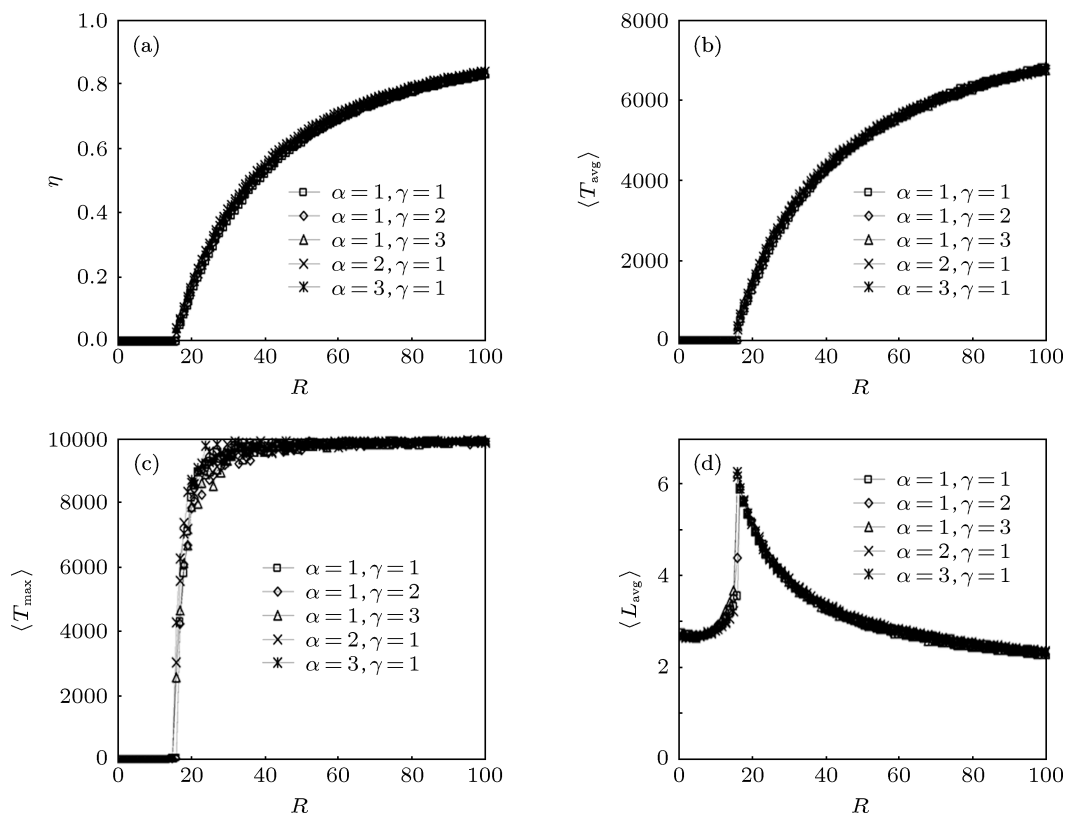 (a)
1.0
0.8
0.6
0.4
0.2
0.0
η
α=1, γ=1
α=1, γ=2
α=1, γ=3
α=2, γ=1
α=3, γ=1
0 20 40 60 80 100
R
(b)
8000
6000
4000
2000
0
⟨T_avg⟩
α=1, γ=1
α=1, γ=2
α=1, γ=3
α=2, γ=1
α=3, γ=1
0 20 40 60 80 100
R
(c)
10000
8000
6000
4000
2000
0
⟨T_max⟩
α=1, γ=1
α=1, γ=2
α=1, γ=3
α=2, γ=1
α=3, γ=1
0 20 40 60 80 100
R
(d)
6
4
2
0
⟨L_avg⟩
α=1, γ=1
α=1, γ=2
α=1, γ=3
α=2, γ=1
α=3, γ=1
0 20 40 60 80 100
R